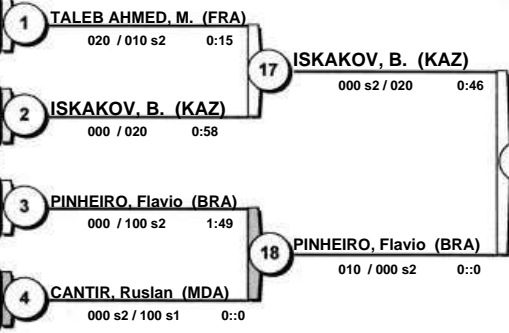 1
TALEB AHMED, M. (FRA)
020 / 010 s2 0:15
17
ISKAKOV, B. (KAZ)
000 s2 / 020 0:46
2
ISKAKOV, B. (KAZ)
000 / 020 0:58
3
PINHEIRO, Flavio (BRA)
000 / 100 s2 1:49
18
PINHEIRO, Flavio (BRA)
010 / 000 s2 0::0
4
CANTIR, Ruslan (MDA)
000 s2 / 100 s1 0::0